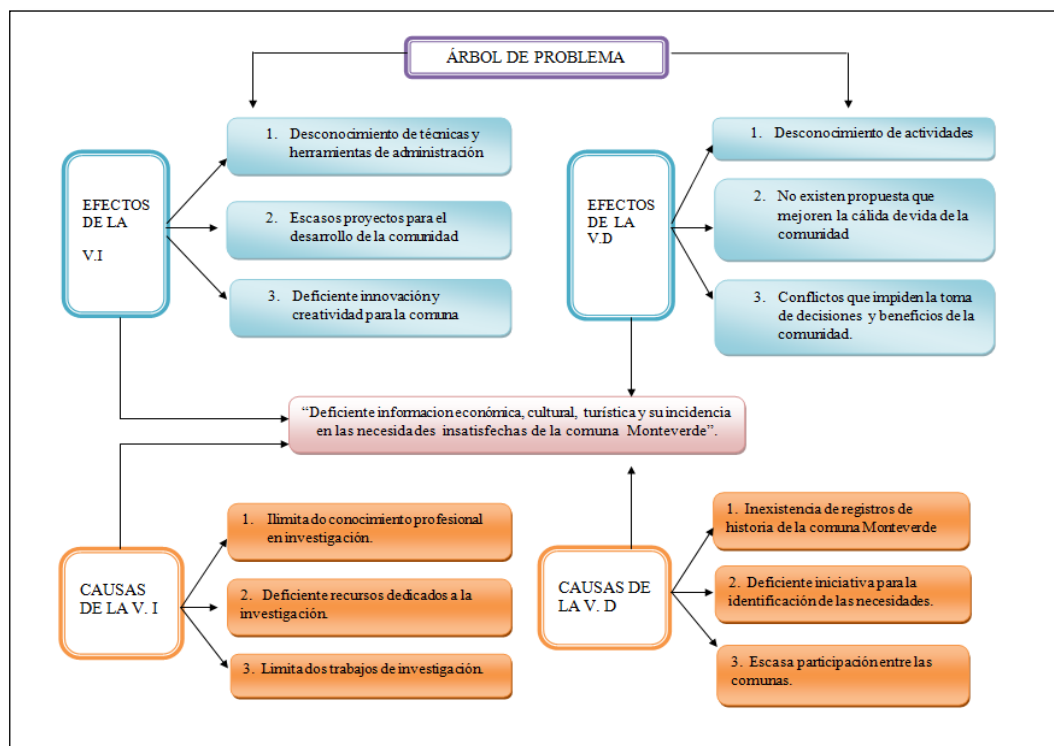 ÁRBOL DE PROBLEMA
EFECTOS
DE LA
V.I
1. Desconocimiento de técnicas y
herramientas de administración
2. Escasos proyectos para el
desarrollo de la comunidad
3. Deficiente innovación y
creatividad para la comuna
EFECTOS
DE LA
V.D
1. Desconocimiento de actividades
2. No existen propuesta que
mejoren la cálida de vida de la
comunidad
3. Conflictos que impiden la toma
de decisiones y beneficios de la
comunidad.
“Deficiente informacion económica, cultural, turística y su incidencia
en las necesidades insatisfechas de la comuna Monteverde”.
CAUSAS
DE LA V. I
1. Ilimitado conocimiento profesional
en investigación.
2. Deficiente recursos dedicados a la
investigación.
3. Limitados trabajos de investigación.
CAUSAS DE
LA V. D
1. Inexistencia de registros de
historia de la comuna Monteverde
2. Deficiente iniciativa para la
identificación de las necesidades.
3. Escasa participación entre las
comunas.